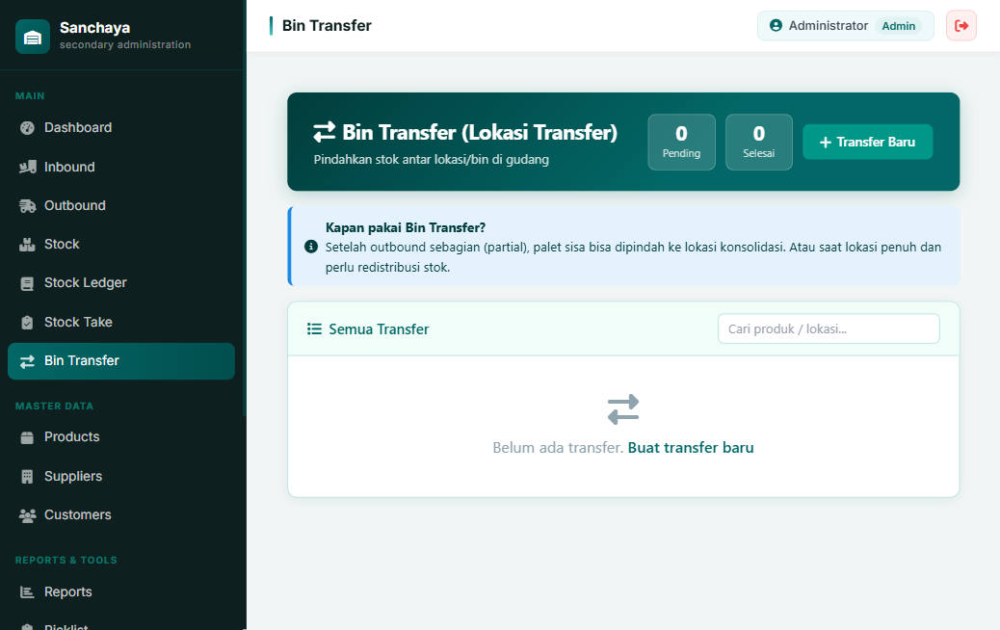 Sanchaya
secondary administration
MAIN
Dashboard
Inbound
Outbound
Stock
Stock Ledger
Stock Take
Bin Transfer
MASTER DATA
Products
Suppliers
Customers
REPORTS & TOOLS
Reports
Picklist
Bin Transfer
Administrator Admin
Bin Transfer (Lokasi Transfer)
Pindahkan stok antar lokasi/bin di gudang
0
Pending
0
Selesai
Transfer Baru
Kapan pakai Bin Transfer?
Setelah outbound sebagian (partial), palet sisa bisa dipindah ke lokasi konsolidasi. Atau saat lokasi penuh dan
perlu redistribusi stok.
Semua Transfer
Cari produk / lokasi...
Belum ada transfer. Buat transfer baru